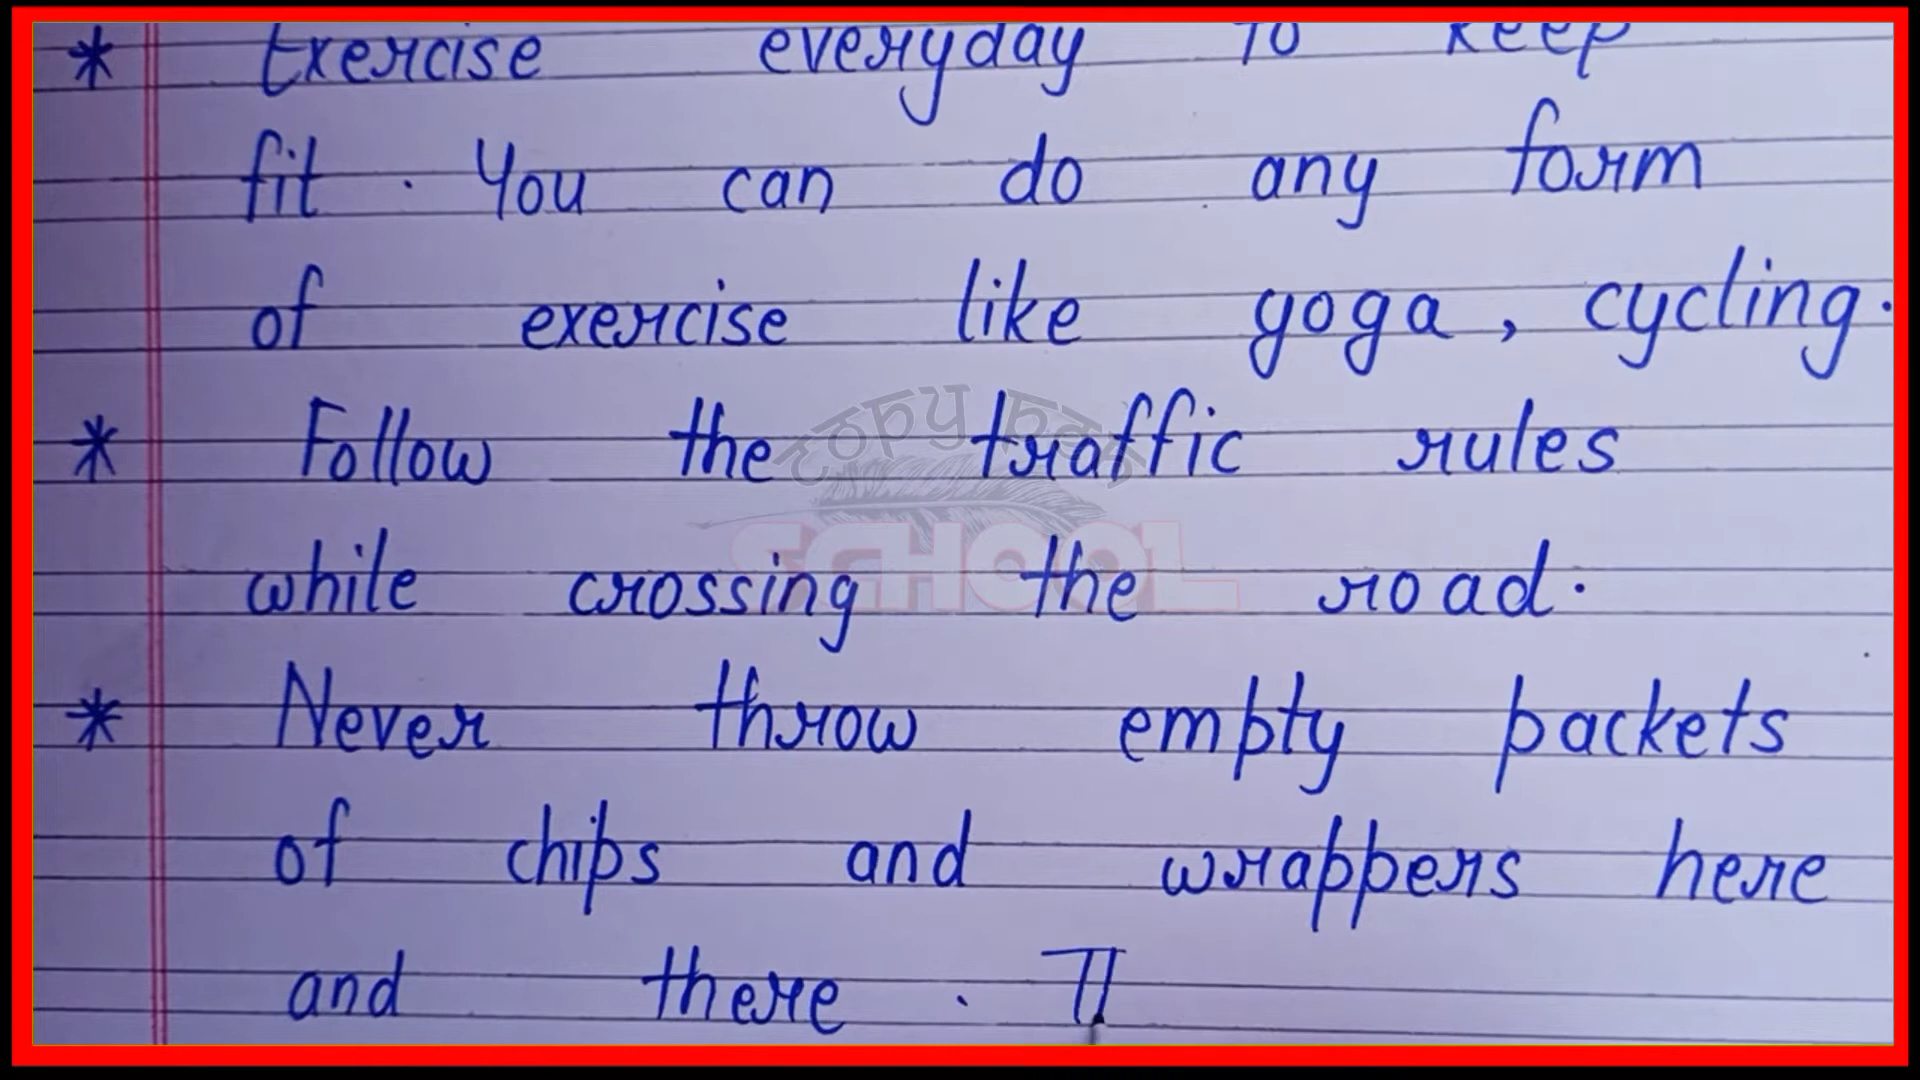 * Exercise everyday to keep
fit. You can do any form
of exercise like yoga, cycling.
* Follow the traffic rules
while crossing the road.
* Never throw empty packets
of chips and wrappers here
and there.
SCHOOL